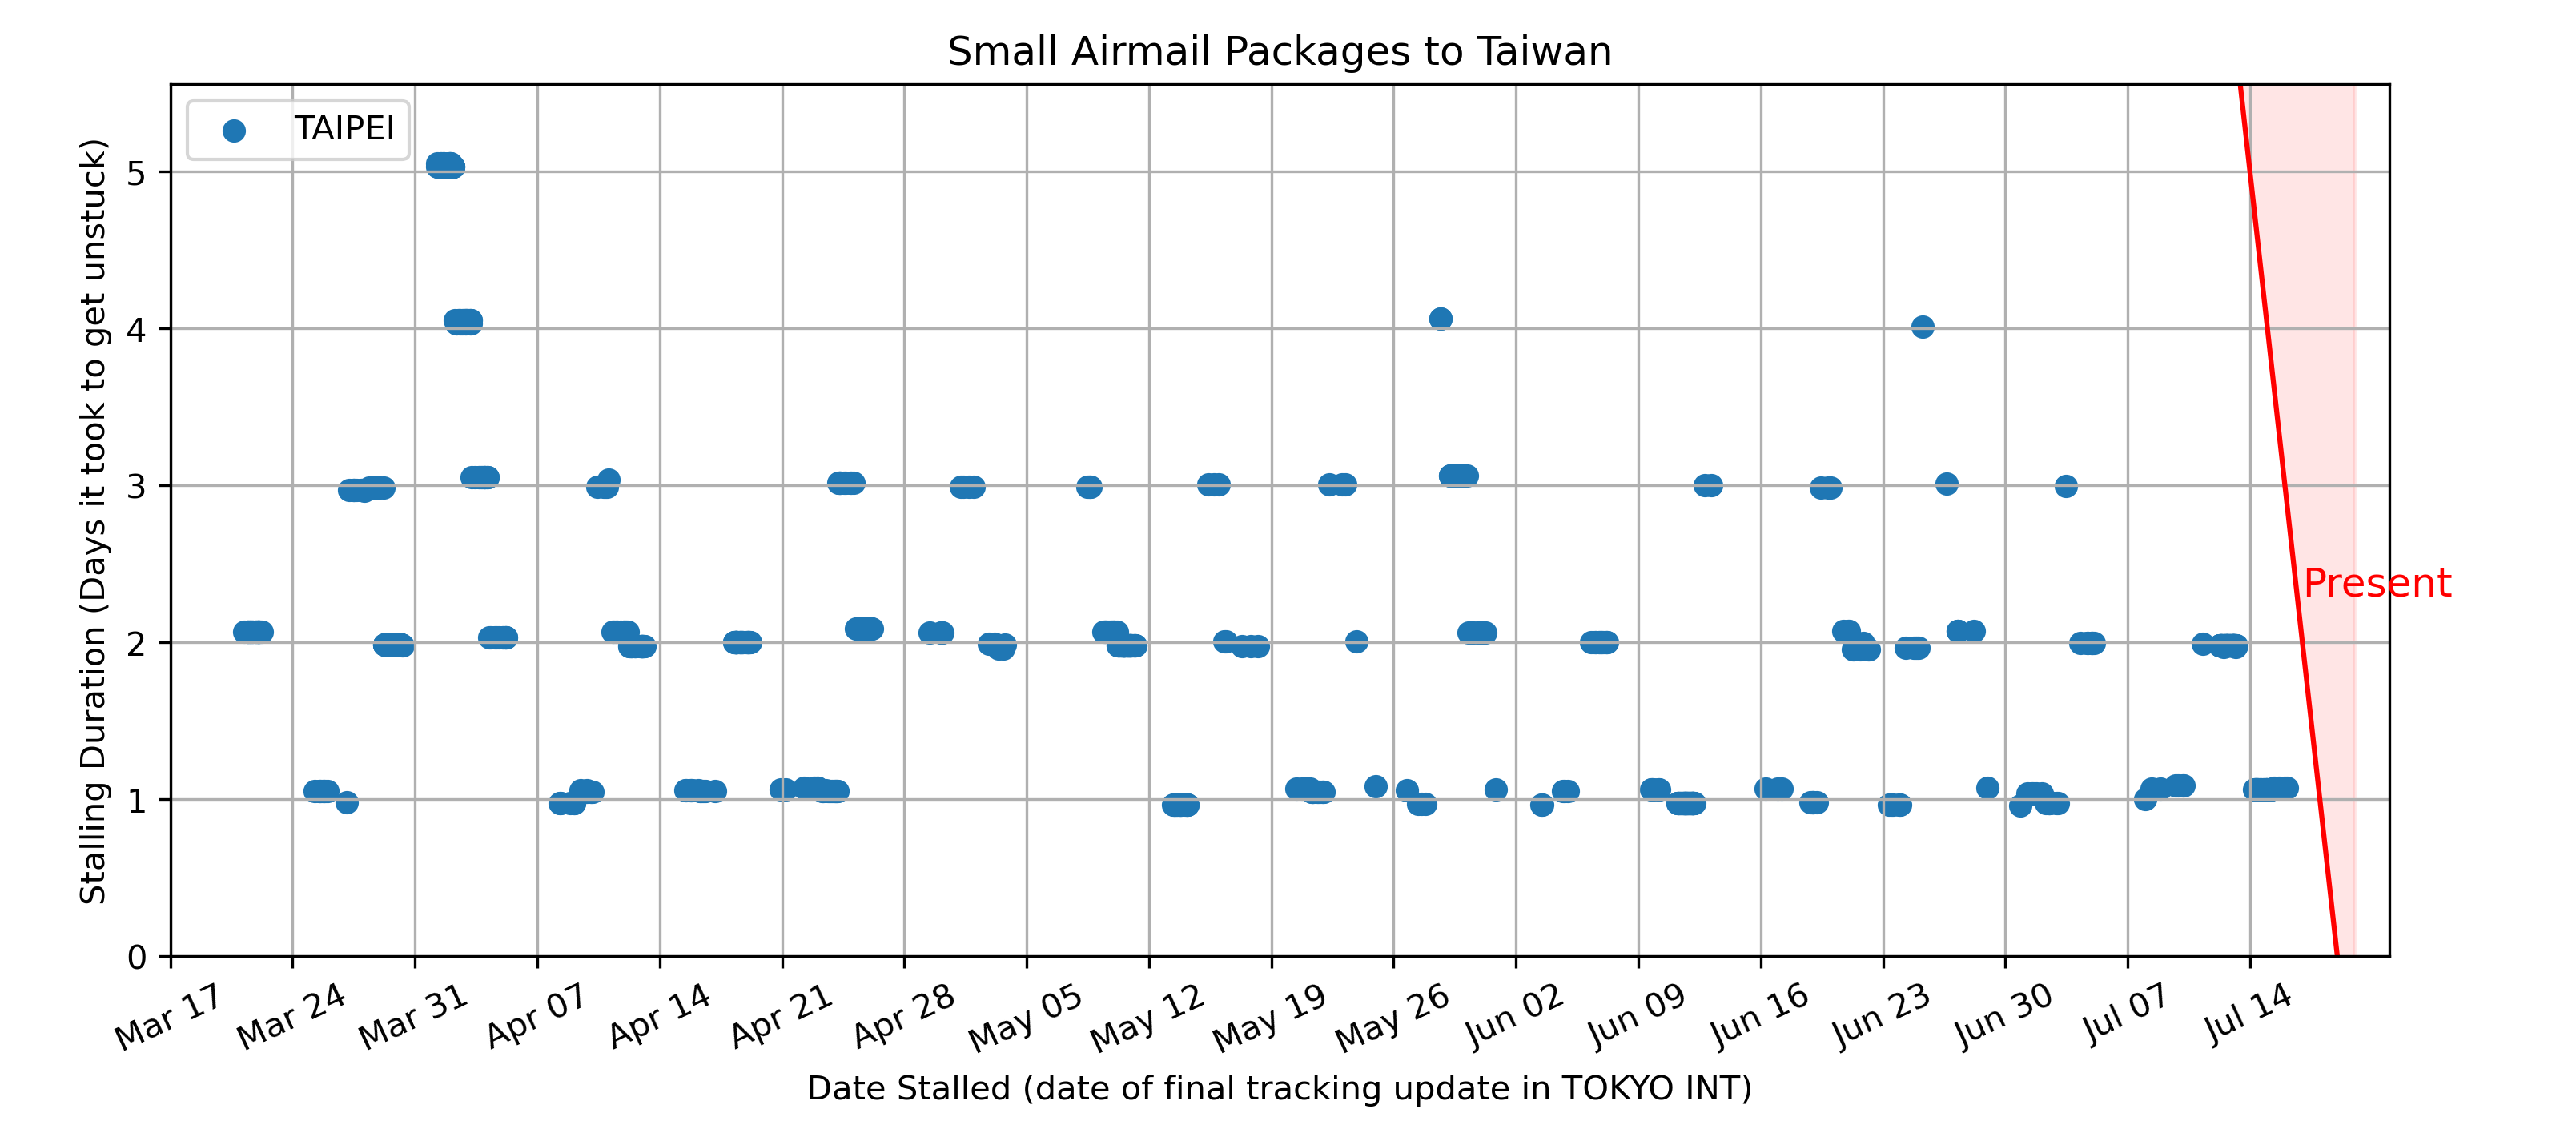 Small Airmail Packages to Taiwan
TAIPEI
Stalling Duration (Days it took to get unstuck)
5
4
3
2
1
0
Present
Mar 17
Mar 24
Mar 31
Apr 07
Apr 14
Apr 21
Apr 28
May 05
May 12
May 19
May 26
Jun 02
Jun 09
Jun 16
Jun 23
Jun 30
Jul 07
Jul 14
Date Stalled (date of final tracking update in TOKYO INT)